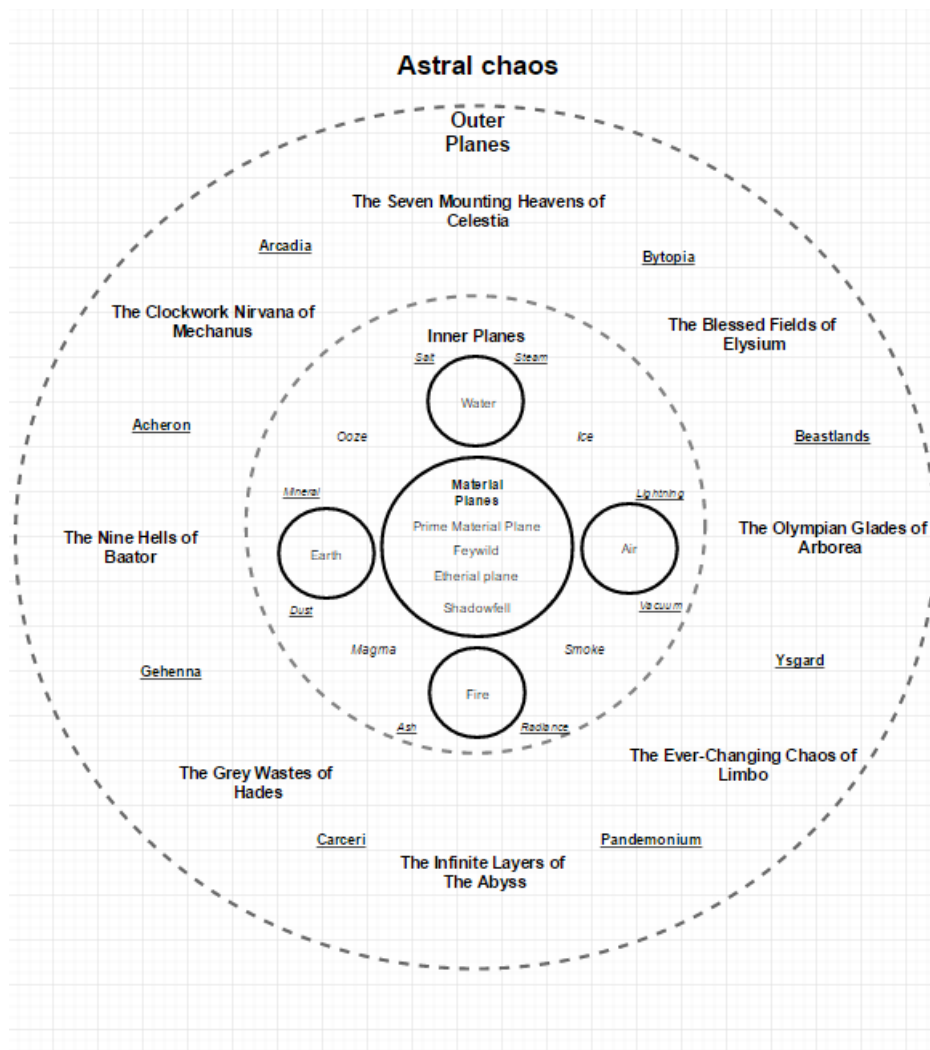 Astral chaos
Outer
Planes
The Seven Mounting Heavens of
Celestia
Arcadia
Bytopia
The Clockwork Nirvana of
Mechanus
The Blessed Fields of
Elysium
Inner Planes
Salt
Steam
Water
Acheron
Ooze
Ice
Beastlands
Material
Planes
Mineral
Lightning
Prime Material Plane
The Nine Hells of
Baator
Earth
Feywild
Air
The Olympian Glades of
Arborea
Etherial plane
Dust
Shadowfell
Vacuum
Magma
Smoke
Gehenna
Ysgard
Fire
Ash
Radiance
The Grey Wastes of
Hades
The Ever-Changing Chaos of
Limbo
Carceri
Pandemonium
The Infinite Layers of
The Abyss